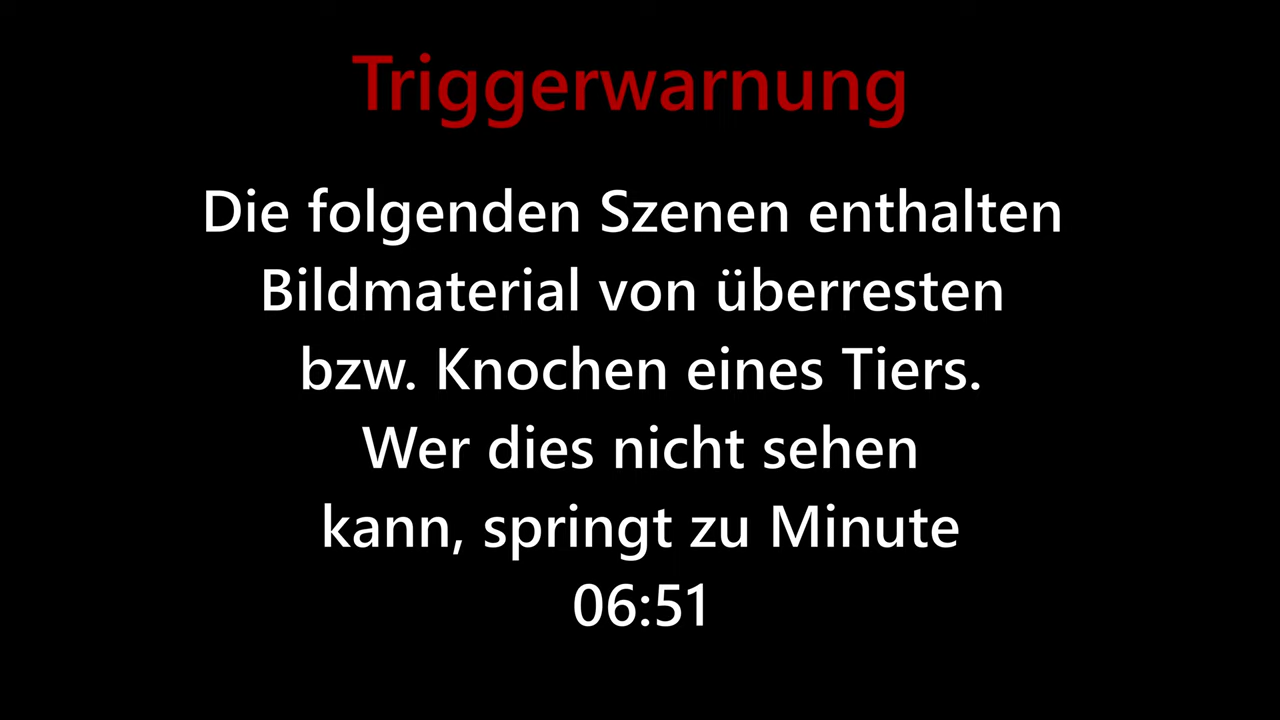 Triggerwarnung
Die folgenden Szenen enthalten
Bildmaterial von überresten
bzw. Knochen eines Tiers.
Wer dies nicht sehen
kann, springt zu Minute
06:51